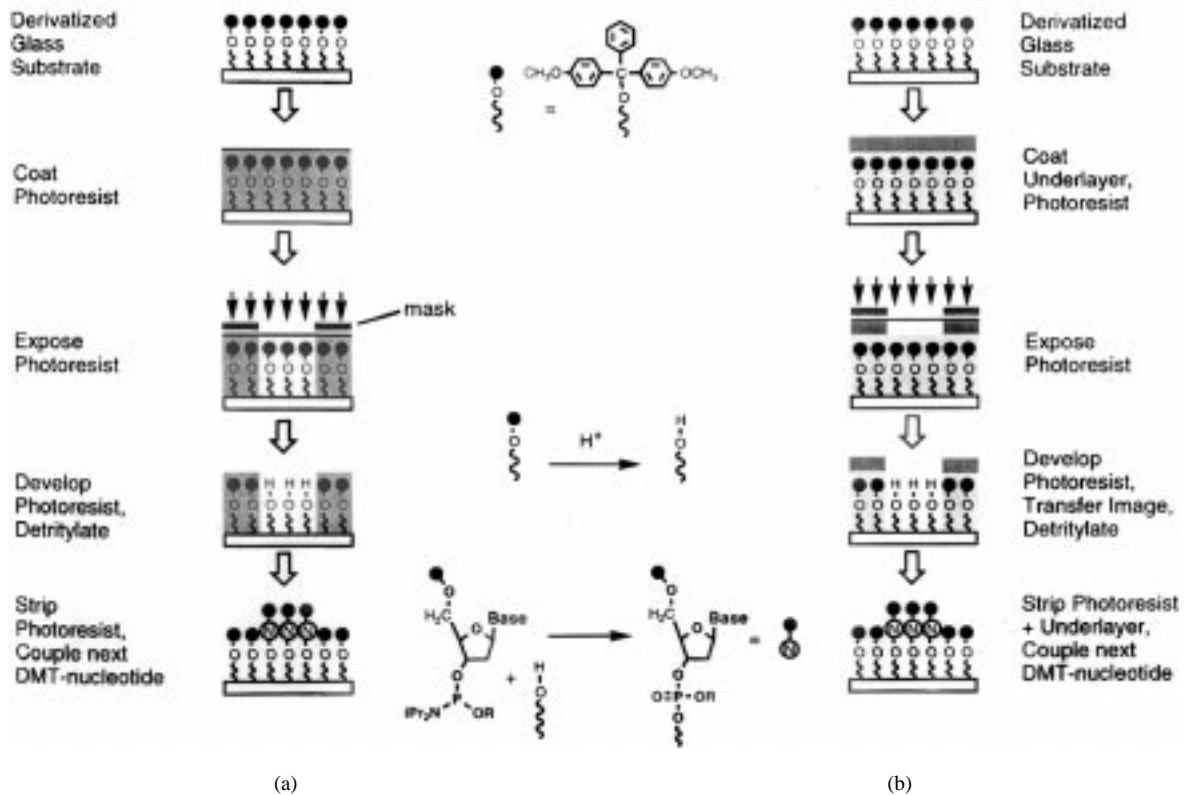 Derivatized
Glass
Substrate
Coat
Photoresist
Expose
Photoresist
Develop
Photoresist,
Detritylate
Strip
Photoresist,
Couple next
DMT-nucleotide
mask
O
=
CH₃O
C
OCH₃
O
O
H⁺
H
O
O
H₂C
Base
O
O
P
iPr₂N
OR
+
H
O
O
H₂C
Base
O
O
O=P-OR
O
=
N
H H H
N N N
Derivatized
Glass
Substrate
Coat
Underlayer,
Photoresist
Expose
Photoresist
Develop
Photoresist,
Transfer Image,
Detritylate
Strip Photoresist
+ Underlayer,
Couple next
DMT-nucleotide
H H H
N N N
(a)
(b)